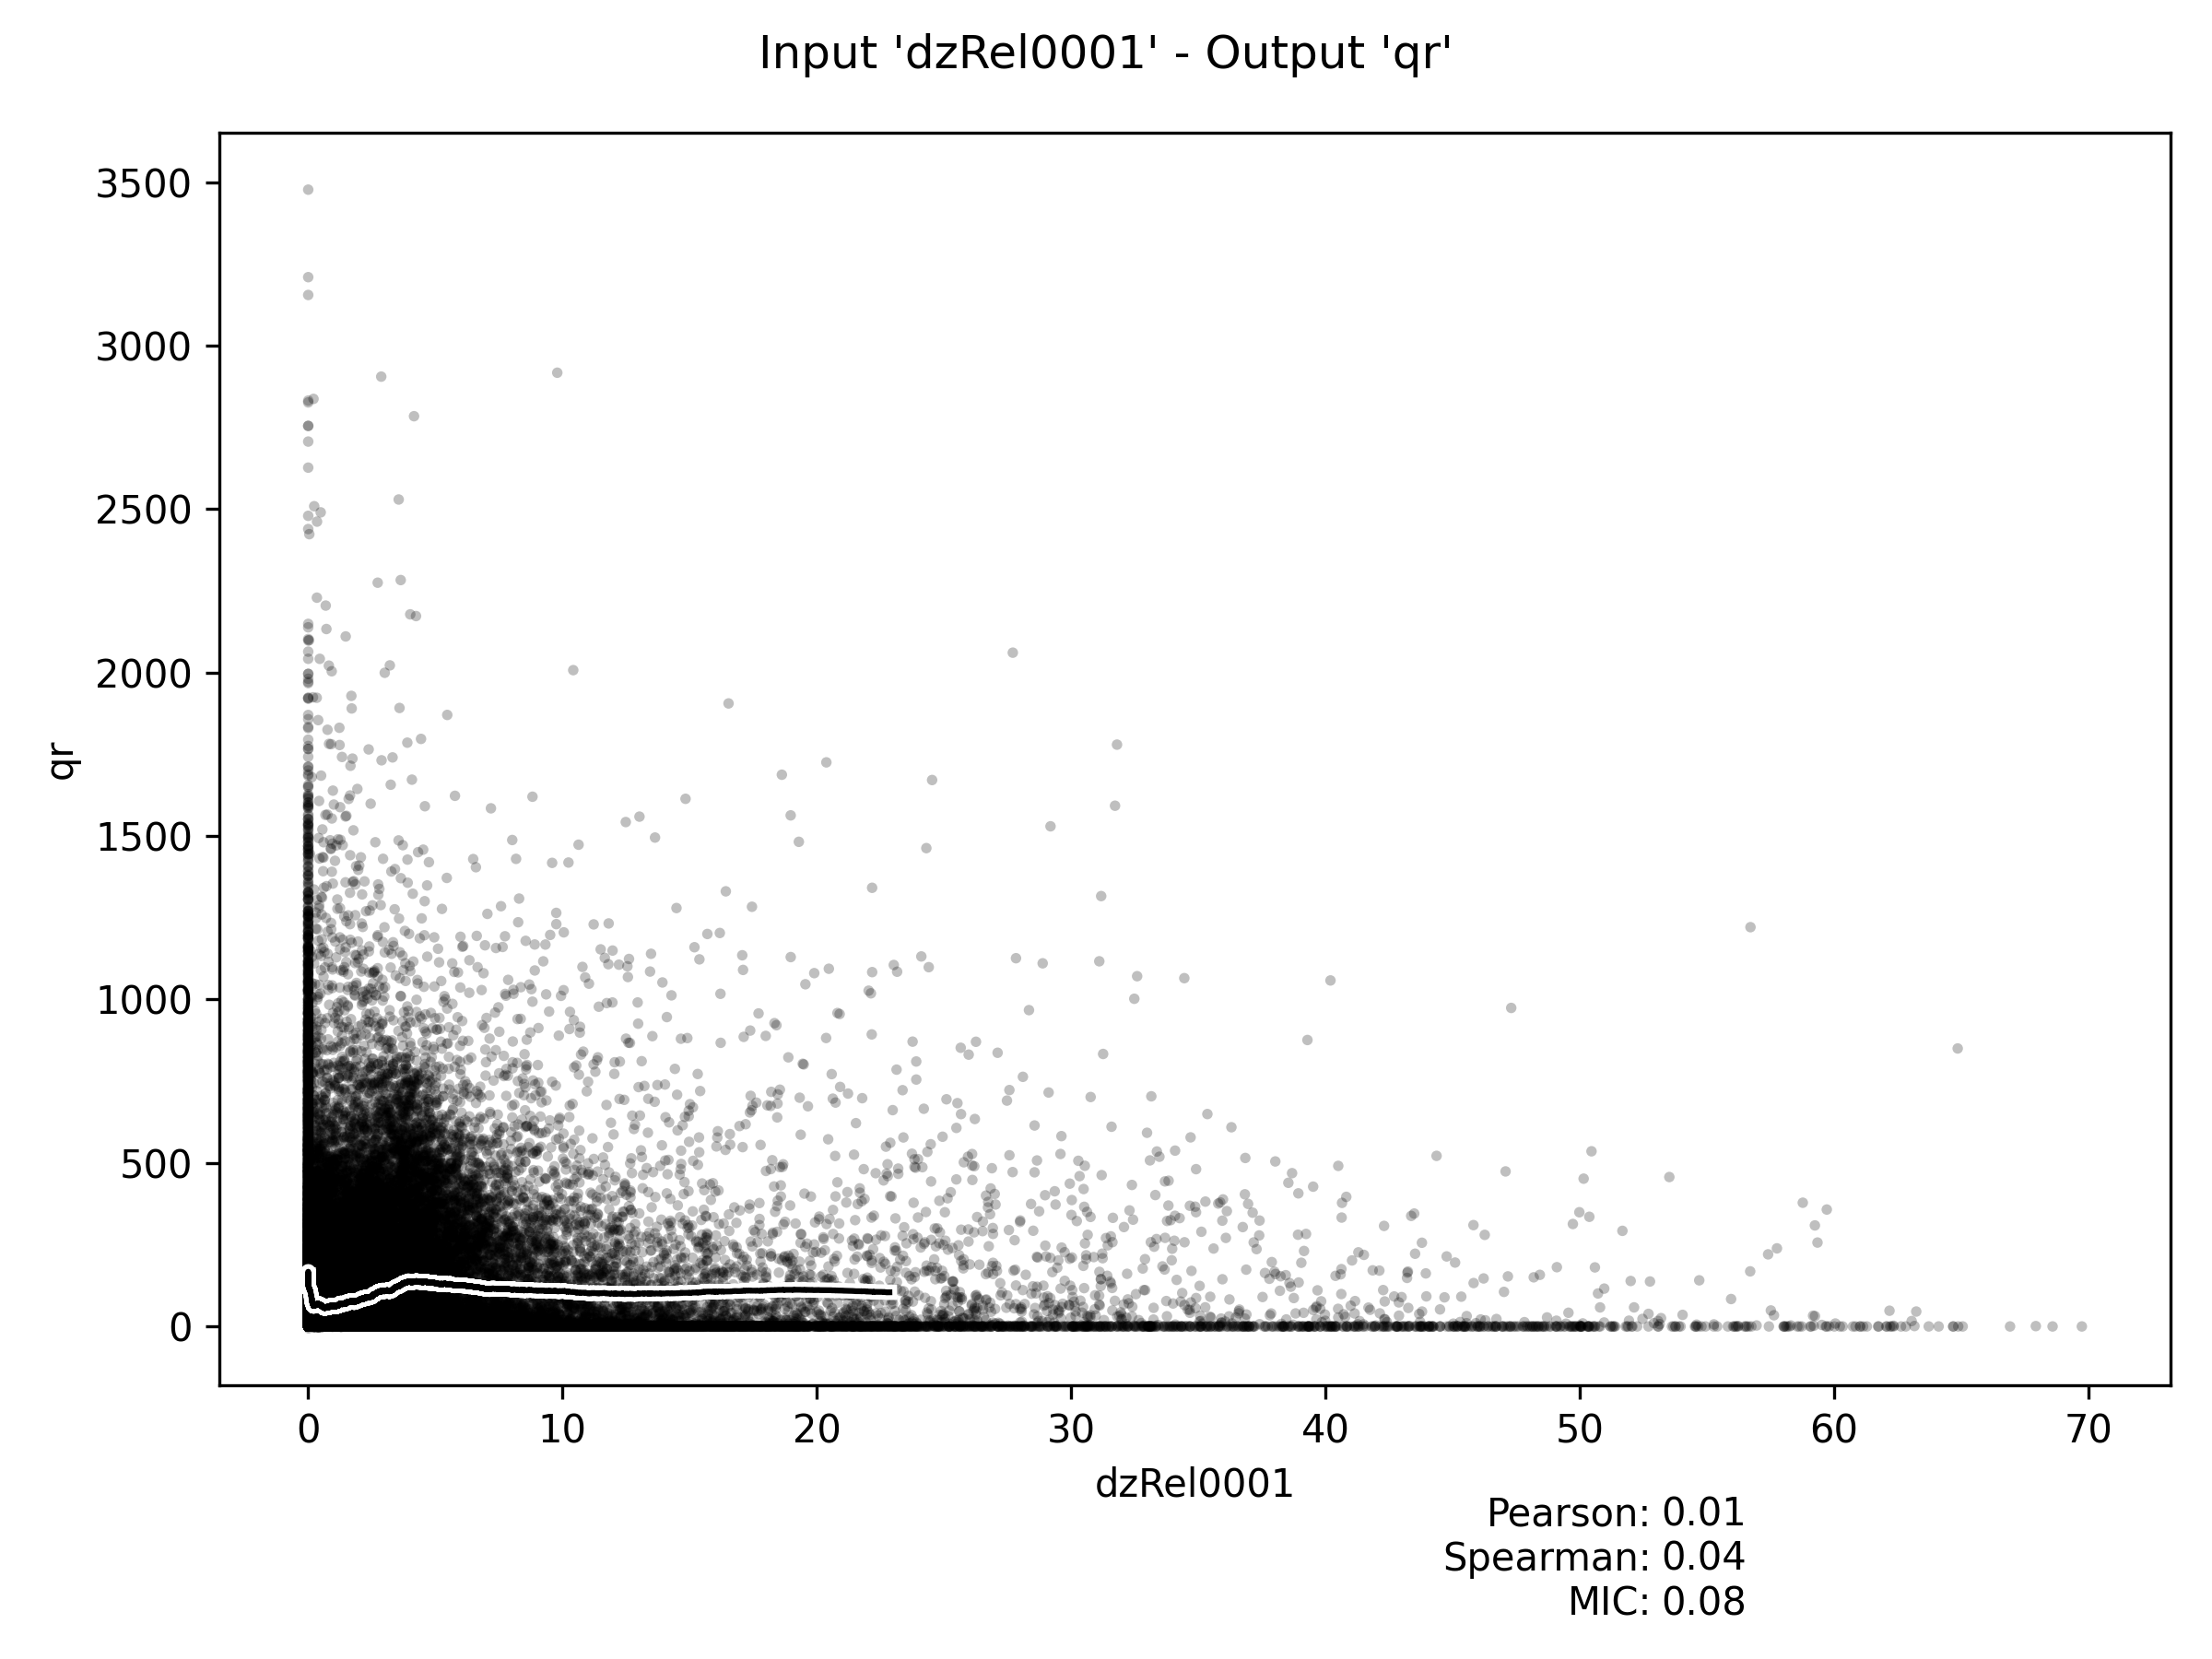 Input 'dzRel0001' - Output 'qr'
3500
3000
2500
2000
1500
1000
500
0
qr
0 10 20 30 40 50 60 70
dzRel0001
Pearson: 0.01
Spearman: 0.04
MIC: 0.08